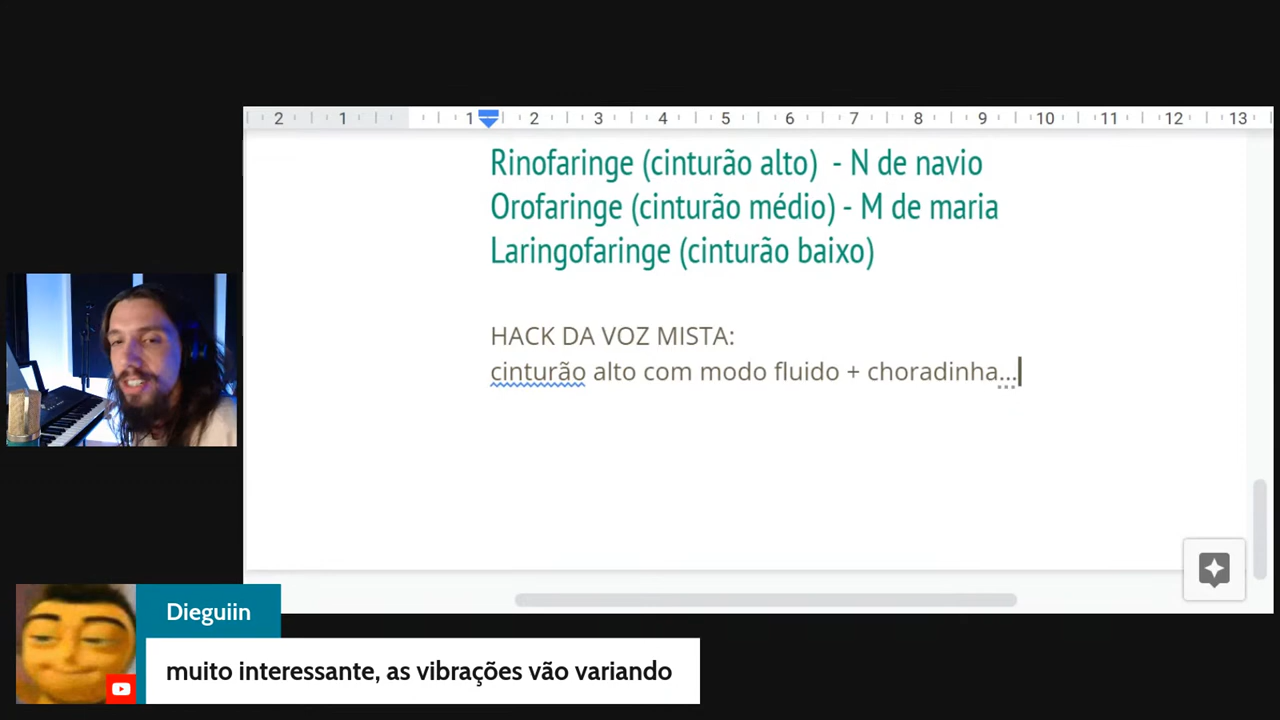 2 1 1 2 3 4 5 6 7 8 9 10 11 12 13
Rinofaringe (cinturão alto) - N de navio
Orofaringe (cinturão médio) - M de maria
Laringofaringe (cinturão baixo)
HACK DA VOZ MISTA:
cinturão alto com modo fluido + choradinha...
Dieguiin
muito interessante, as vibrações vão variando